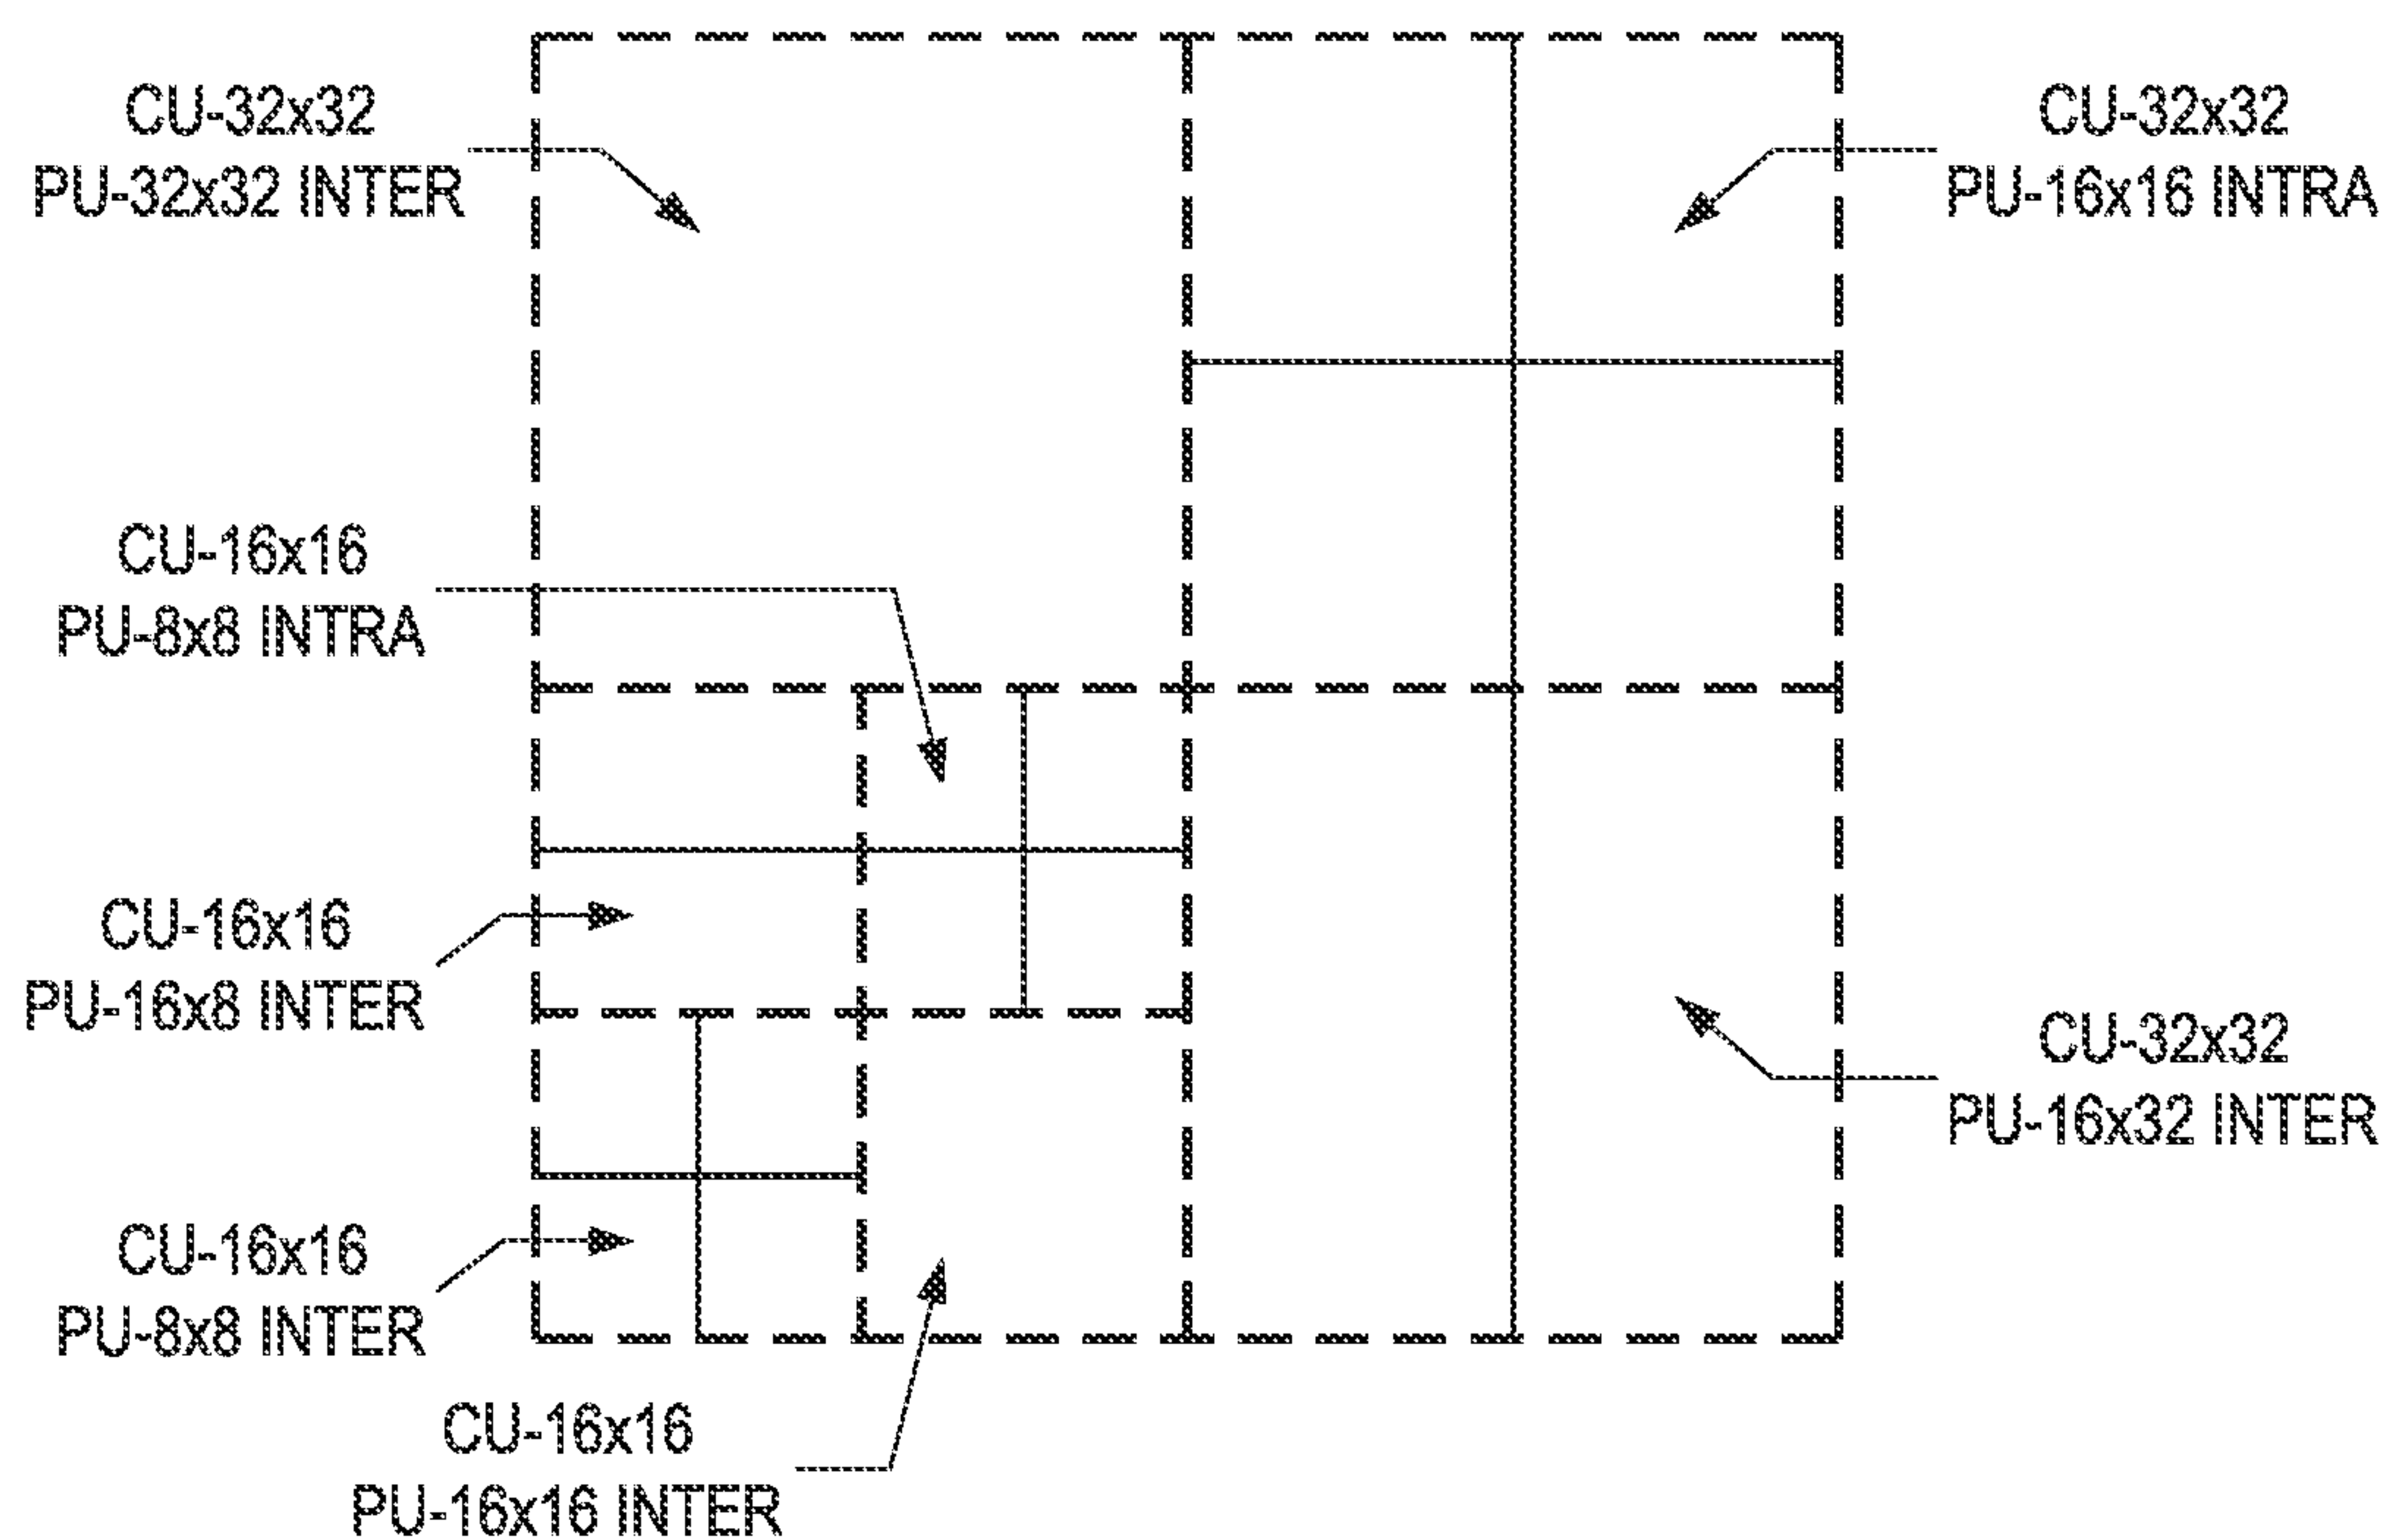 CU-32x32
PU-32x32 INTER
CU-32x32
PU-16x16 INTRA
CU-16x16
PU-8x8 INTRA
CU-16x16
PU-16x8 INTER
CU-32x32
PU-16x32 INTER
CU-16x16
PU-8x8 INTER
CU-16x16
PU-16x16 INTER